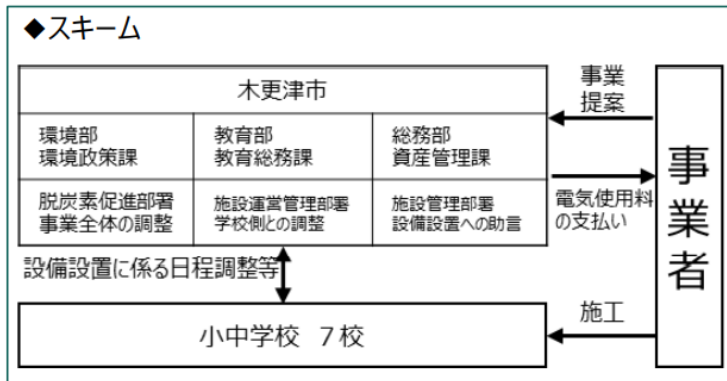 ◆スキーム
木更津市
環境部
環境政策課
教育部
教育総務課
総務部
資産管理課
脱炭素促進部署
事業全体の調整
施設運営管理部署
学校側との調整
施設管理部署
設備設置への助言
事業
提案
電気使用料
の支払い
事業者
設備設置に係る日程調整等
小中学校 7校
施工